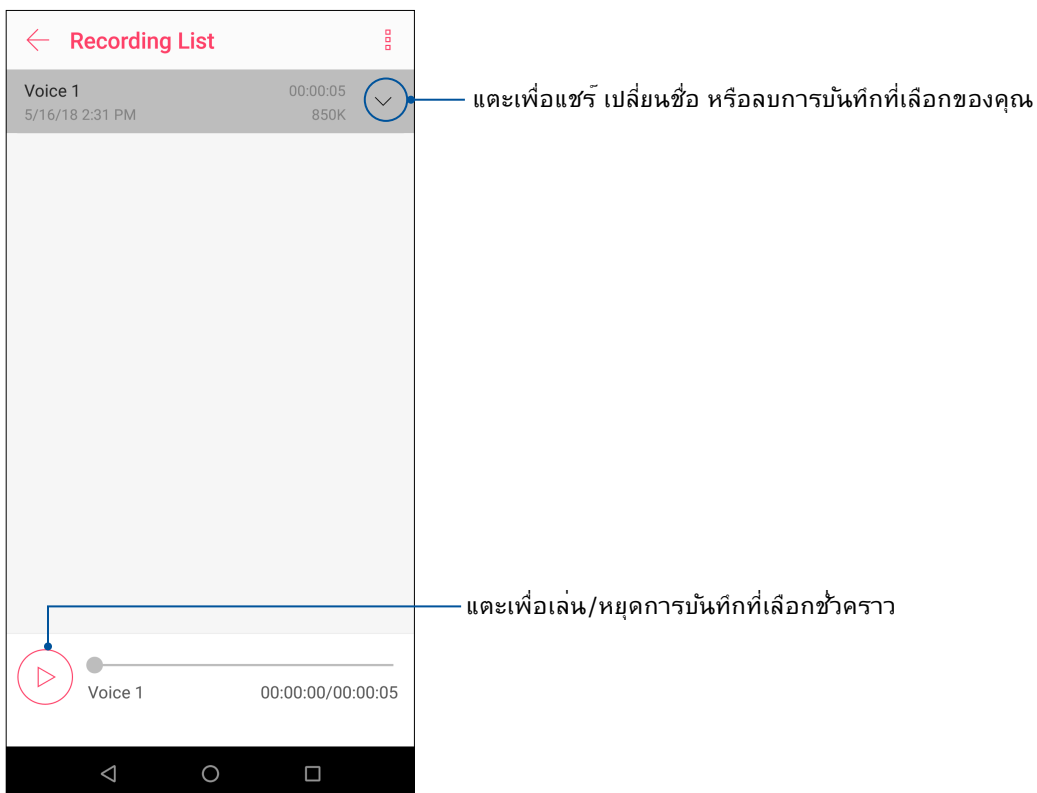 Recording List
Voice 1 00:00:05
5/16/18 2:31 PM 850K
แตะเพื่อแชร์ เปลี่ยนชื่อ หรือลบการบันทึกที่เลือกของคุณ
แตะเพื่อเล่น/หยุดการบันทึกที่เลือกชั่วคราว
Voice 1 00:00:00/00:00:05